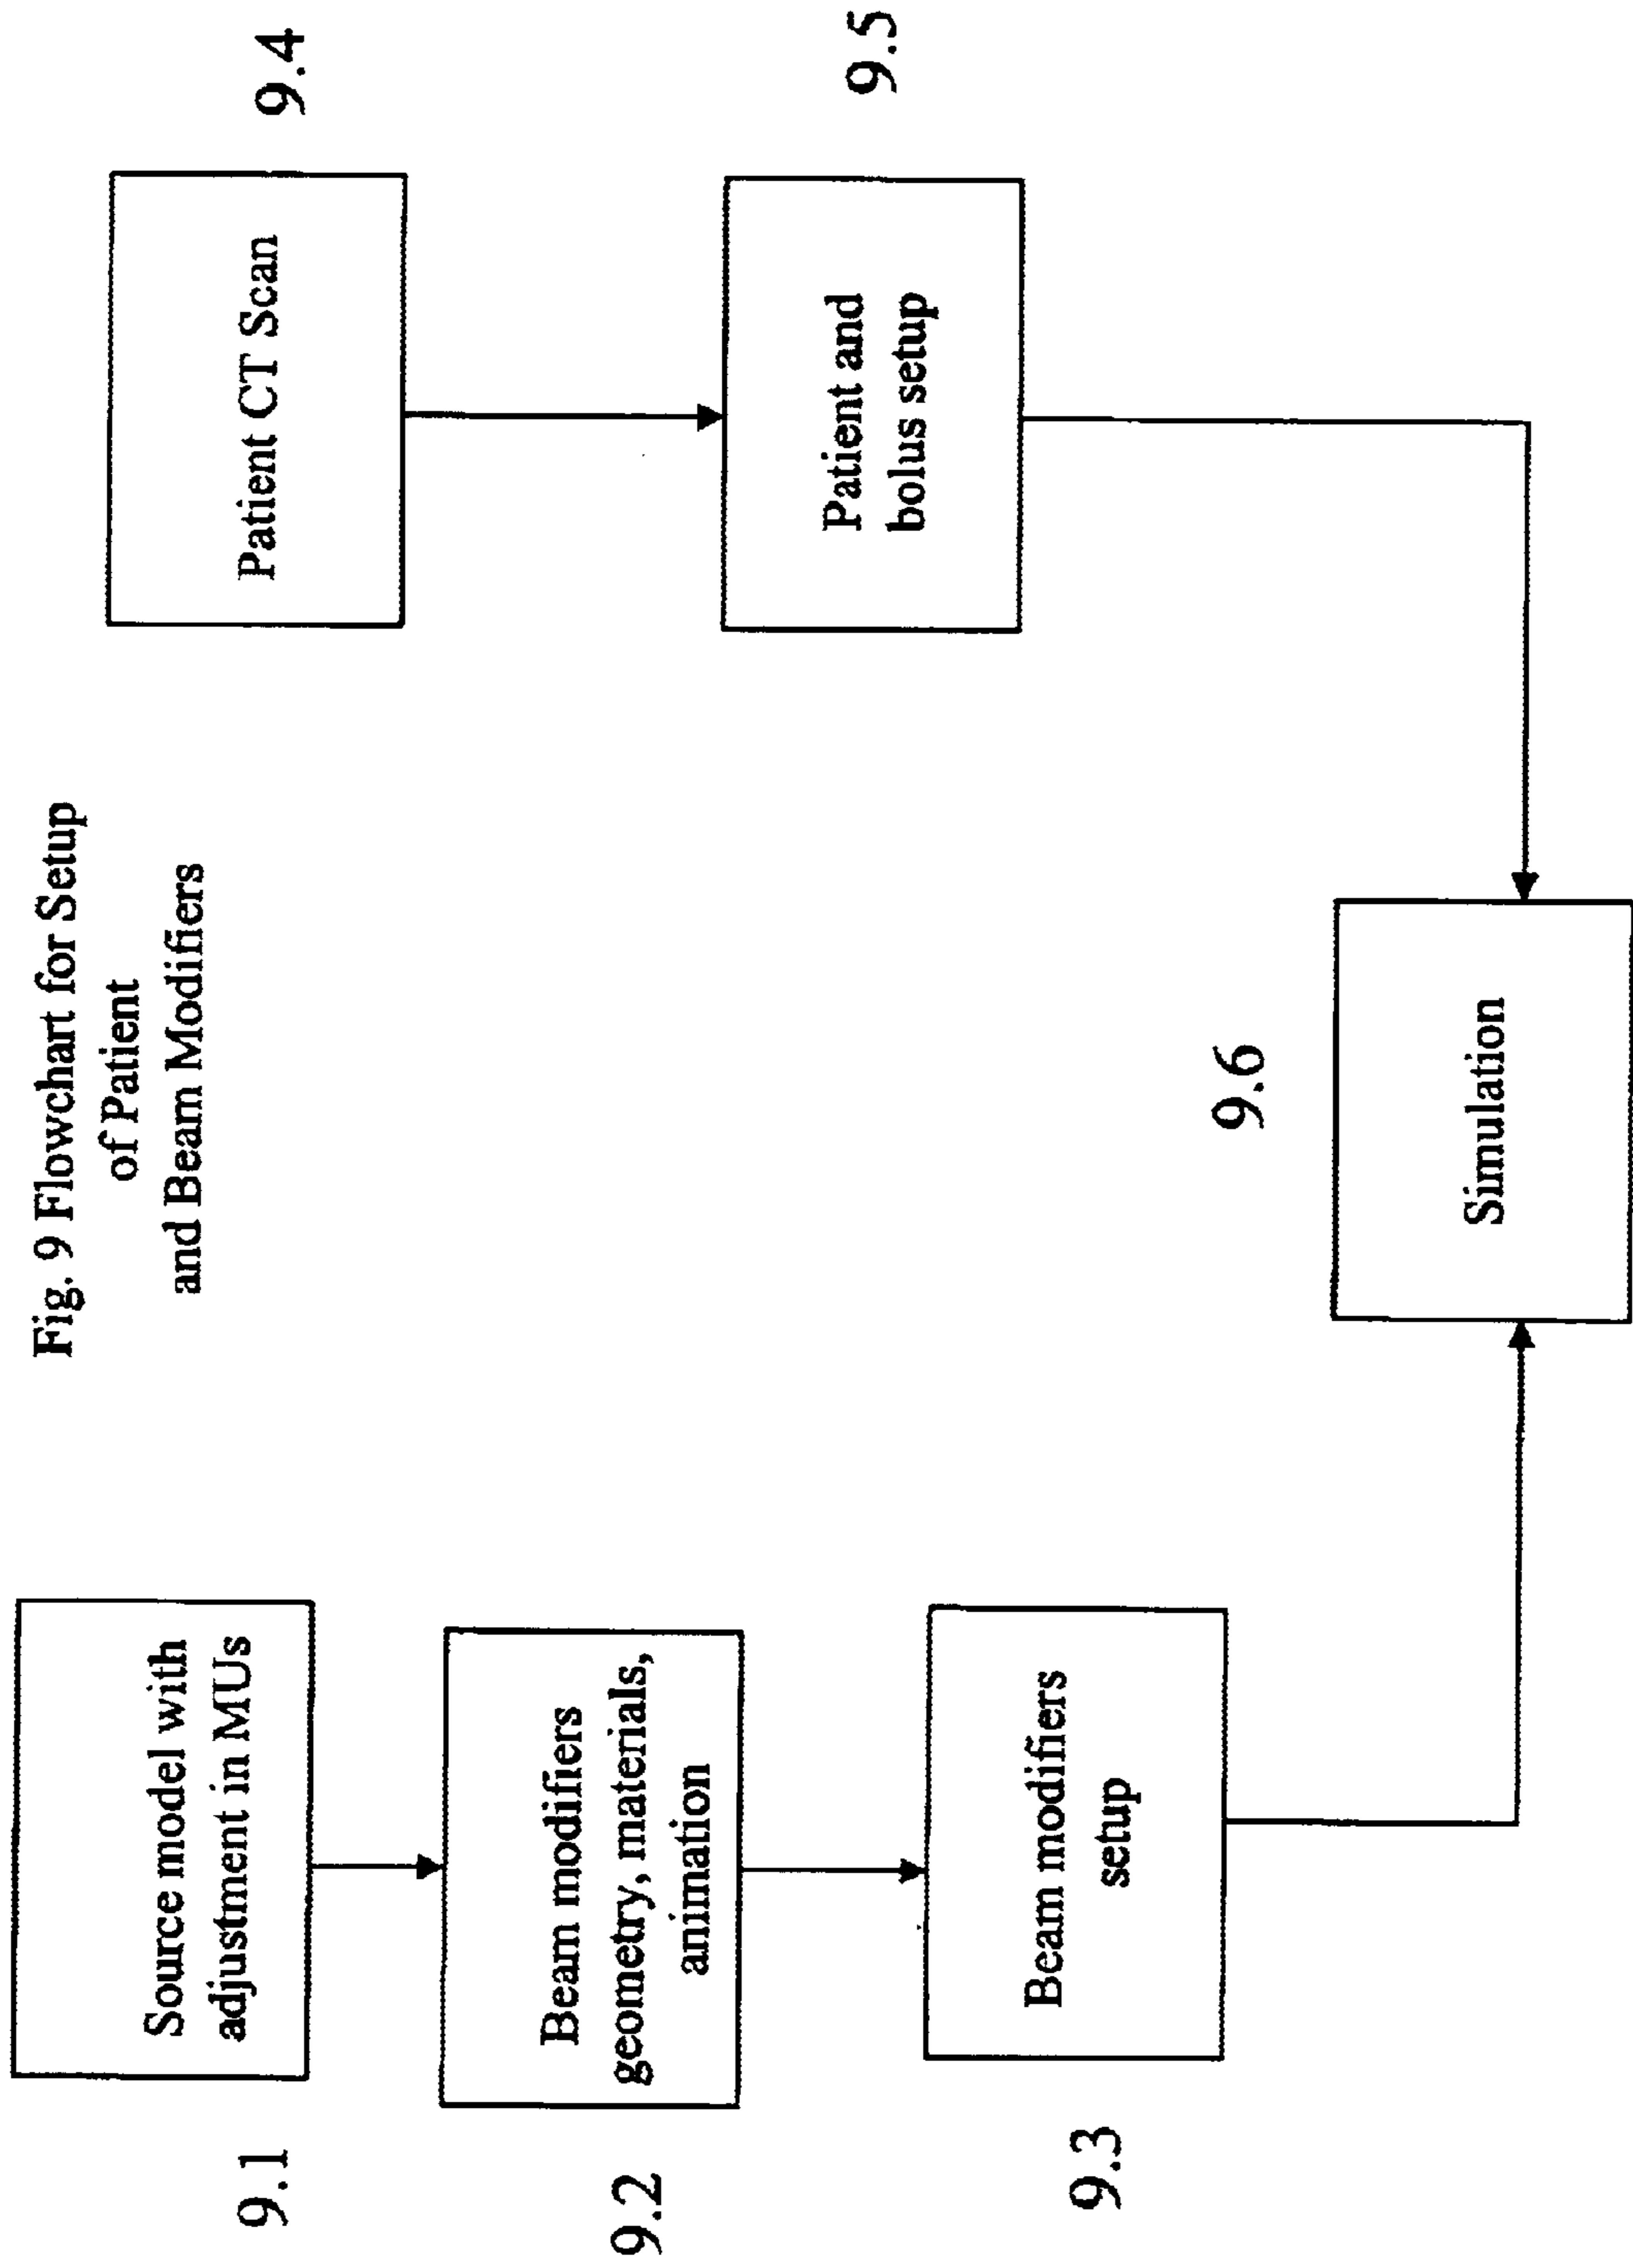 Fig. 9 Flowchart for Setup
of Patient
and Beam Modifiers
9.1
Source model with
adjustment in MUs
9.2
Beam modifiers
geometry, materials,
animation
9.3
Beam modifiers
setup
9.4
Patient CT Scan
9.5
Patient and
bolus setup
9.6
Simulation